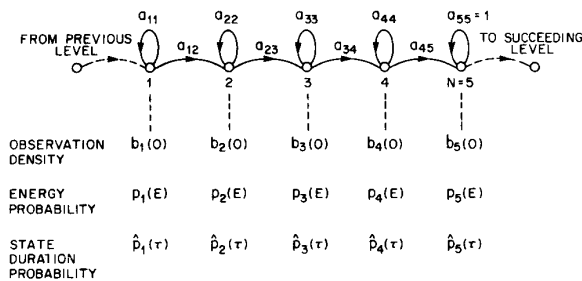 a11 a22 a33 a44 a55 = 1
FROM PREVIOUS LEVEL
TO SUCCEEDING LEVEL
a12 a23 a34 a45
1 2 3 4 N=5
OBSERVATION DENSITY b1(O) b2(O) b3(O) b4(O) b5(O)
ENERGY PROBABILITY p1(E) p2(E) p3(E) p4(E) p5(E)
STATE DURATION PROBABILITY p̂1(τ) p̂2(τ) p̂3(τ) p̂4(τ) p̂5(τ)